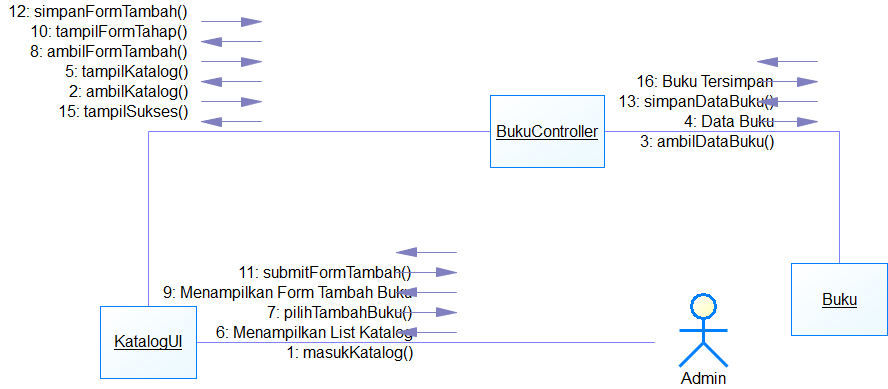 12: simpanFormTambah()
10: tampilFormTahap()
8: ambilFormTambah()
5: tampilKatalog()
2: ambilKatalog()
15: tampilSukses()
16: Buku Tersimpan
13: simpanDataBuku()
4: Data Buku
3: ambilDataBuku()
BukuController
11: submitFormTambah()
9: Menampilkan Form Tambah Buku
7: pilihTambahBuku()
6: Menampilkan List Katalog
1: masukKatalog()
KatalogUI
Buku
Admin